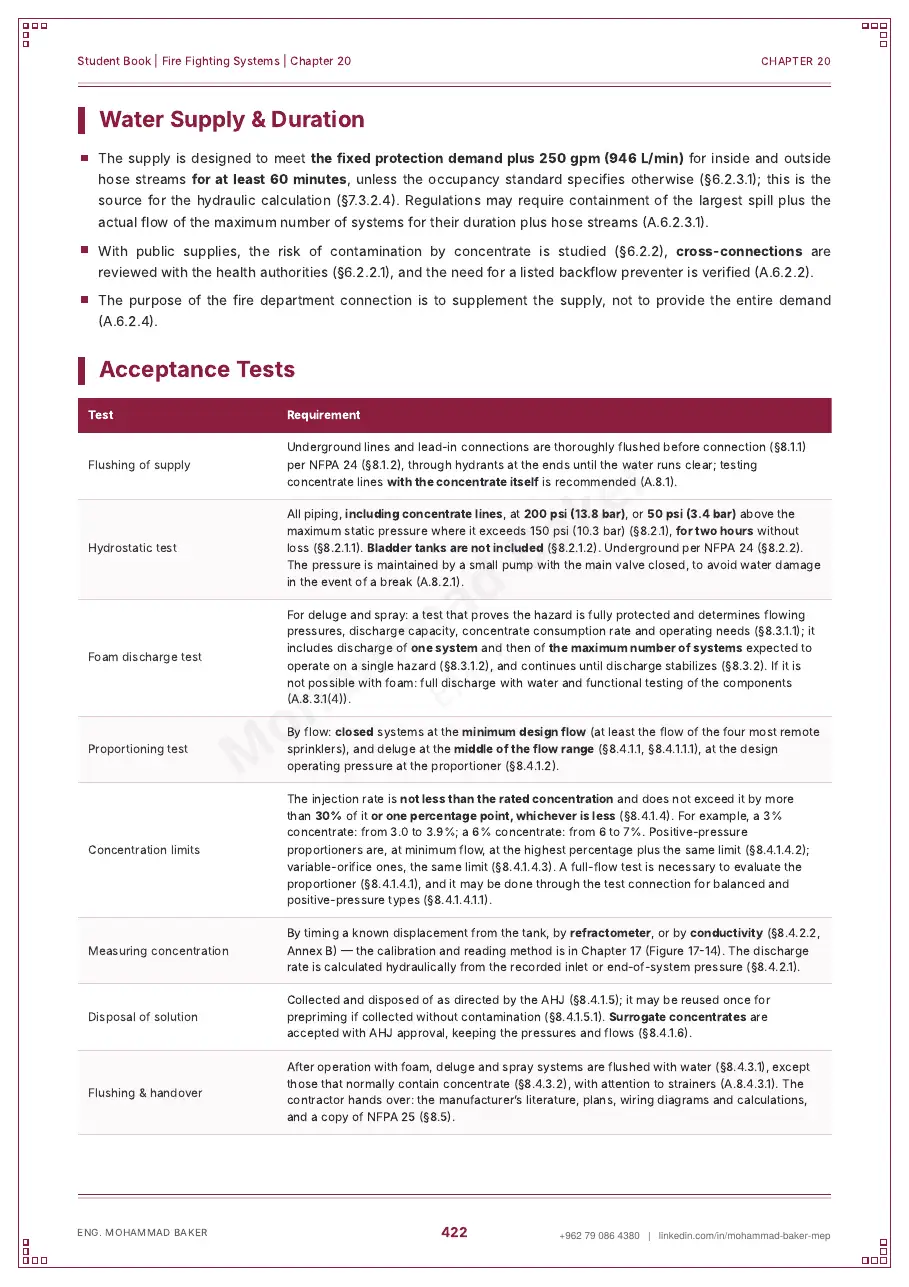 Student Book | Fire Fighting Systems | Chapter 20
CHAPTER 20
Water Supply & Duration
The supply is designed to meet the fixed protection demand plus 250 gpm (946 L/min) for inside and outside
hose streams for at least 60 minutes, unless the occupancy standard specifies otherwise (§6.2.3.1); this is the
source for the hydraulic calculation (§7.3.2.4). Regulations may require containment of the largest spill plus the
actual flow of the maximum number of systems for their duration plus hose streams (A.6.2.3.1).
With public supplies, the risk of contamination by concentrate is studied (§6.2.2), cross-connections are
reviewed with the health authorities (§6.2.2.1), and the need for a listed backflow preventer is verified (A.6.2.2).
The purpose of the fire department connection is to supplement the supply, not to provide the entire demand
(A.6.2.4).
Acceptance Tests
Test
Requirement
Flushing of supply
Underground lines and lead-in connections are thoroughly flushed before connection (§8.1.1)
per NFPA 24 (§8.1.2), through hydrants at the ends until the water runs clear; testing
concentrate lines with the concentrate itself is recommended (A.8.1).
Hydrostatic test
All piping, including concentrate lines, at 200 psi (13.8 bar), or 50 psi (3.4 bar) above the
maximum static pressure where it exceeds 150 psi (10.3 bar) (§8.2.1), for two hours without
loss (§8.2.1.1). Bladder tanks are not included (§8.2.1.2). Underground per NFPA 24 (§8.2.2).
The pressure is maintained by a small pump with the main valve closed, to avoid water damage
in the event of a break (A.8.2.1).
Foam discharge test
For deluge and spray: a test that proves the hazard is fully protected and determines flowing
pressures, discharge capacity, concentrate consumption rate and operating needs (§8.3.1.1); it
includes discharge of one system and then of the maximum number of systems expected to
operate on a single hazard (§8.3.1.2), and continues until discharge stabilizes (§8.3.2). If it is
not possible with foam: full discharge with water and functional testing of the components
(A.8.3.1(4)).
Proportioning test
By flow: closed systems at the minimum design flow (at least the flow of the four most remote
sprinklers), and deluge at the middle of the flow range (§8.4.1.1, §8.4.1.1.1), at the design
operating pressure at the proportioner (§8.4.1.2).
Concentration limits
The injection rate is not less than the rated concentration and does not exceed it by more
than 30% of it or one percentage point, whichever is less (§8.4.1.4). For example, a 3%
concentrate: from 3.0 to 3.9%; a 6% concentrate: from 6 to 7%. Positive-pressure
proportioners are, at minimum flow, at the highest percentage plus the same limit (§8.4.1.4.2);
variable-orifice ones, the same limit (§8.4.1.4.3). A full-flow test is necessary to evaluate the
proportioner (§8.4.1.4.1), and it may be done through the test connection for balanced and
positive-pressure types (§8.4.1.4.1.1).
Measuring concentration
By timing a known displacement from the tank, by refractometer, or by conductivity (§8.4.2.2,
Annex B) — the calibration and reading method is in Chapter 17 (Figure 17-14). The discharge
rate is calculated hydraulically from the recorded inlet or end-of-system pressure (§8.4.2.1).
Disposal of solution
Collected and disposed of as directed by the AHJ (§8.4.1.5); it may be reused once for
prepriming if collected without contamination (§8.4.1.5.1). Surrogate concentrates are
accepted with AHJ approval, keeping the pressures and flows (§8.4.1.6).
Flushing & handover
After operation with foam, deluge and spray systems are flushed with water (§8.4.3.1), except
those that normally contain concentrate (§8.4.3.2), with attention to strainers (A.8.4.3.1). The
contractor hands over: the manufacturer's literature, plans, wiring diagrams and calculations,
and a copy of NFPA 25 (§8.5).
ENG. MOHAMMAD BAKER
422
+962 79 086 4380 | linkedin.com/in/mohammad-baker-mep